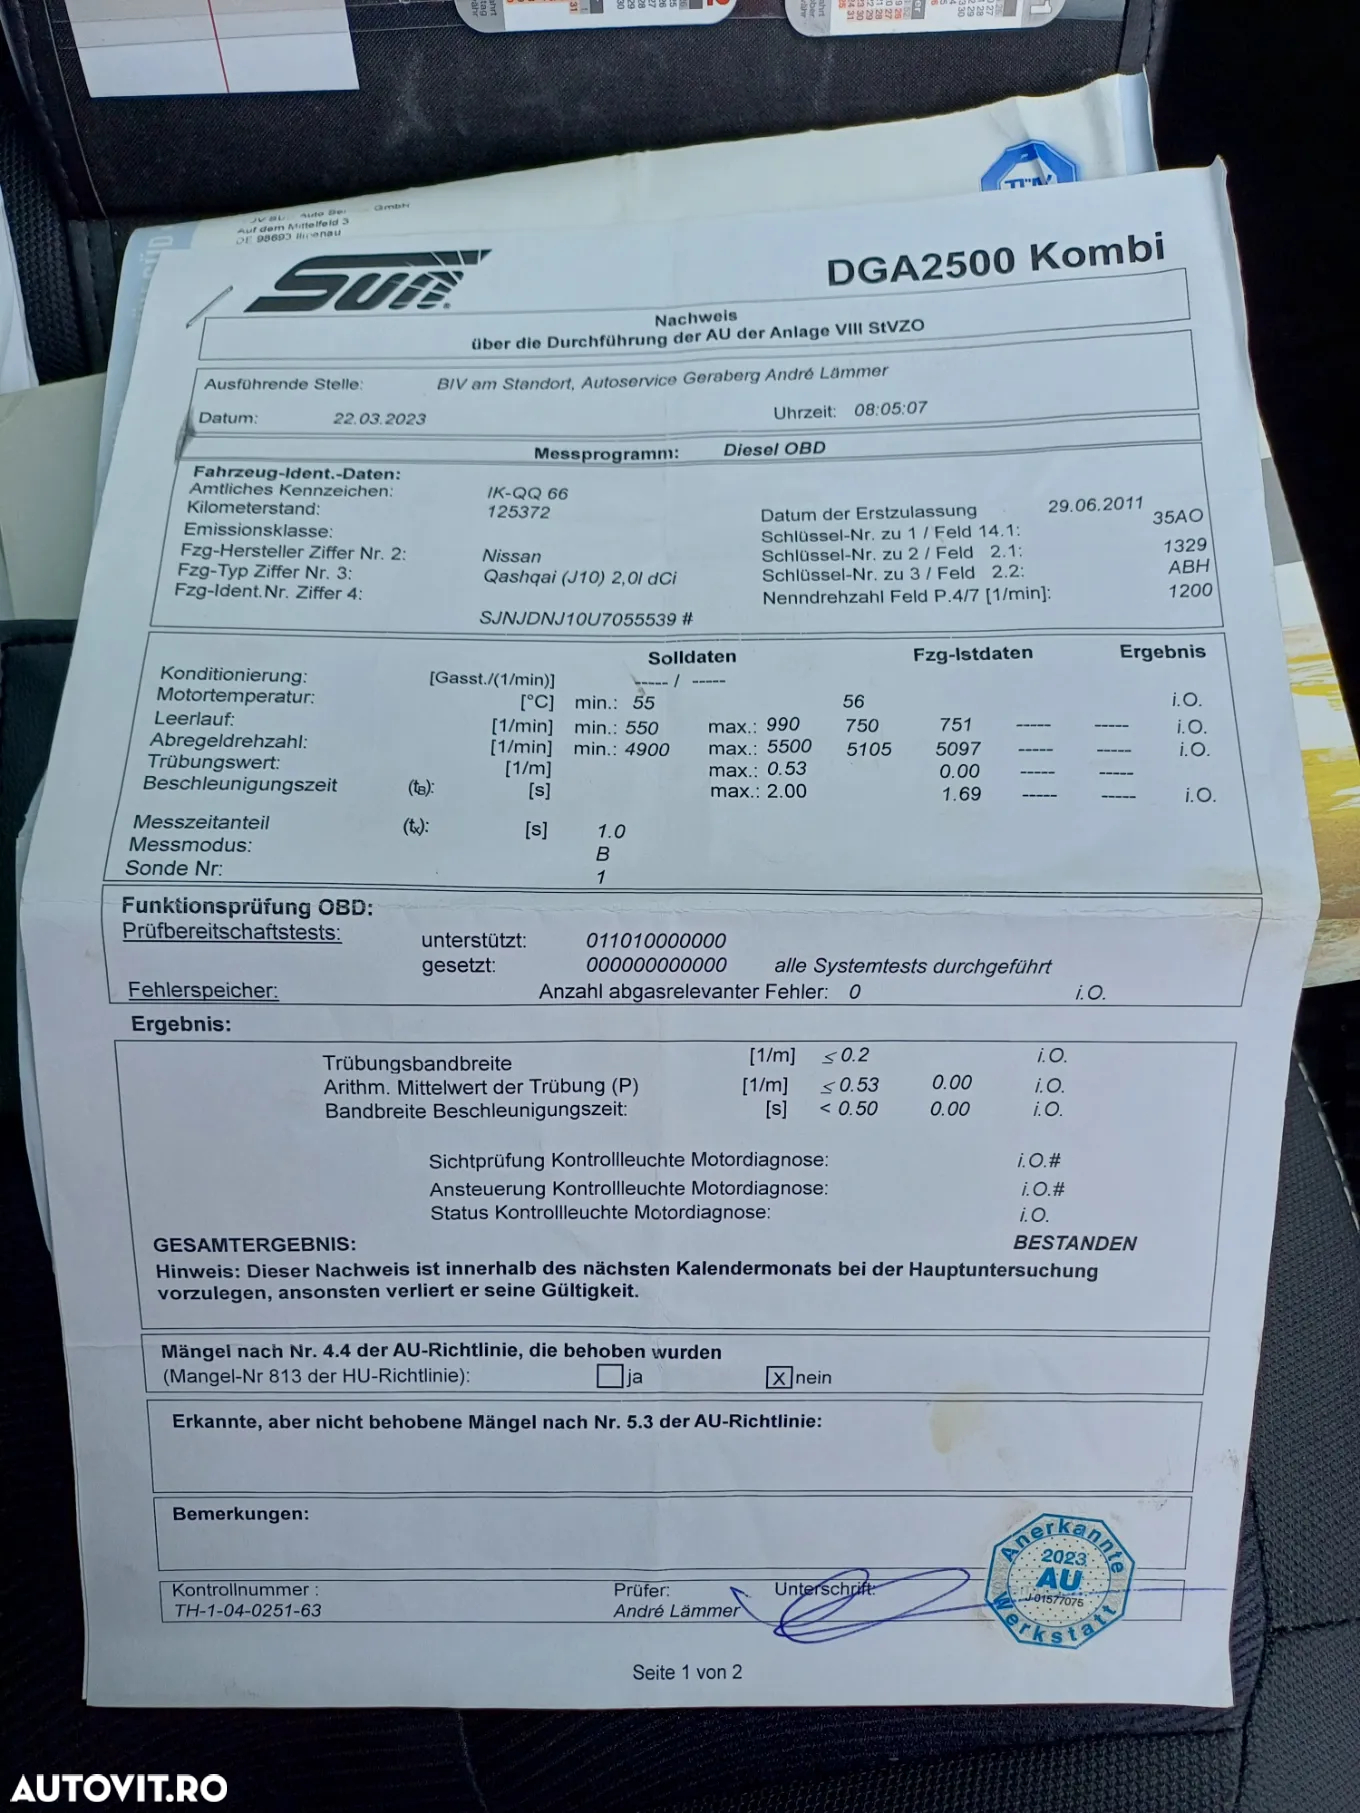 TÜV
Auto Ser GmbH
Auf dem Mittelfeld 3
DE 98693 Ilmenau
Sun®
DGA2500 Kombi
Nachweis
über die Durchführung der AU der Anlage VIII StVZO
Ausführende Stelle: BIV am Standort, Autoservice Geraberg André Lämmer
Datum: 22.03.2023 Uhrzeit: 08:05:07
Messprogramm: Diesel OBD
Fahrzeug-Ident.-Daten:
Amtliches Kennzeichen: IK-QQ 66 Datum der Erstzulassung 29.06.2011
Kilometerstand: 125372 Schlüssel-Nr. zu 1 / Feld 14.1: 35AO
Emissionsklasse: Schlüssel-Nr. zu 2 / Feld 2.1: 1329
Fzg-Hersteller Ziffer Nr. 2: Nissan Schlüssel-Nr. zu 3 / Feld 2.2: ABH
Fzg-Typ Ziffer Nr. 3: Qashqai (J10) 2,0l dCi Nenndrehzahl Feld P.4/7 [1/min]: 1200
Fzg-Ident.Nr. Ziffer 4: SJNJDNJ10U7055539 #
Solldaten Fzg-Istdaten Ergebnis
Konditionierung: [Gasst./(1/min)] ----- / -----
Motortemperatur: [°C] min.: 55 56 i.O.
Leerlauf: [1/min] min.: 550 max.: 990 750 751 ----- ----- i.O.
Abregeldrehzahl: [1/min] min.: 4900 max.: 5500 5105 5097 ----- ----- i.O.
Trübungswert: [1/m] max.: 0.53 0.00 ----- -----
Beschleunigungszeit (tB): [s] max.: 2.00 1.69 ----- ----- i.O.
Messzeitanteil (tx): [s] 1.0
Messmodus: B
Sonde Nr: 1
Funktionsprüfung OBD:
Prüfbereitschaftstests: unterstützt: 011010000000
gesetzt: 000000000000 alle Systemtests durchgeführt
Fehlerspeicher: Anzahl abgasrelevanter Fehler: 0 i.O.
Ergebnis:
Trübungsbandbreite [1/m] ≤ 0.2 i.O.
Arithm. Mittelwert der Trübung (P) [1/m] ≤ 0.53 0.00 i.O.
Bandbreite Beschleunigungszeit: [s] < 0.50 0.00 i.O.
Sichtprüfung Kontrollleuchte Motordiagnose: i.O.#
Ansteuerung Kontrollleuchte Motordiagnose: i.O.#
Status Kontrollleuchte Motordiagnose: i.O.
GESAMTERGEBNIS: BESTANDEN
Hinweis: Dieser Nachweis ist innerhalb des nächsten Kalendermonats bei der Hauptuntersuchung
vorzulegen, ansonsten verliert er seine Gültigkeit.
Mängel nach Nr. 4.4 der AU-Richtlinie, die behoben wurden
(Mangel-Nr 813 der HU-Richtlinie): ja X nein
Erkannte, aber nicht behobene Mängel nach Nr. 5.3 der AU-Richtlinie:
Bemerkungen:
Anerkannte
2023
AU
J 01577075
Werkstatt
Kontrollnummer : Prüfer: Unterschrift:
TH-1-04-0251-63 André Lämmer
Seite 1 von 2
AUTOVIT.RO